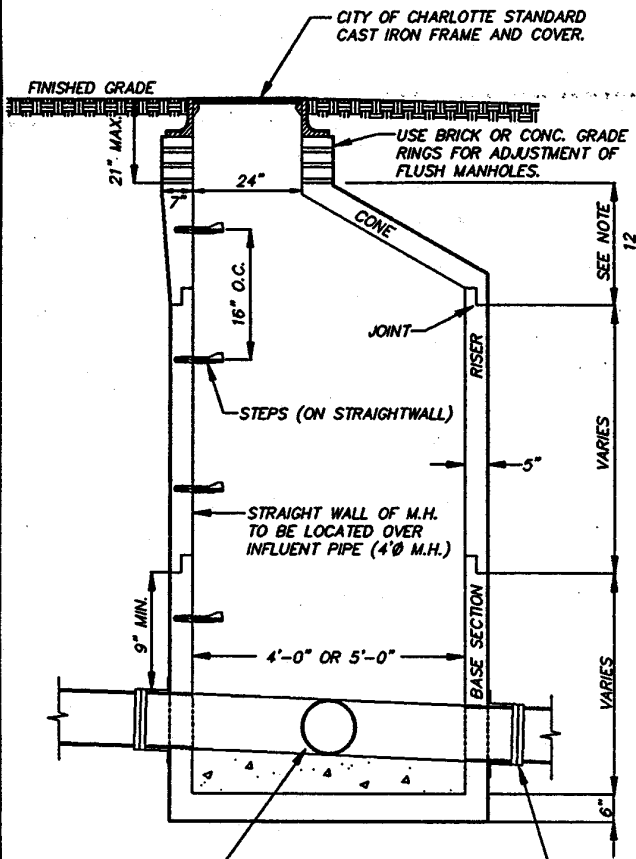 CITY OF CHARLOTTE STANDARD
CAST IRON FRAME AND COVER.
FINISHED GRADE
21" MAX.
USE BRICK OR CONC. GRADE
RINGS FOR ADJUSTMENT OF
FLUSH MANHOLES.
7"
24"
CONE
SEE NOTE
12
16" O.C.
JOINT
RISER
STEPS (ON STRAIGHTWALL)
VARIES
5"
STRAIGHT WALL OF M.H.
TO BE LOCATED OVER
INFLUENT PIPE (4'Ø M.H.)
9" MIN.
4'-0" OR 5'-0"
BASE SECTION
VARIES
6"